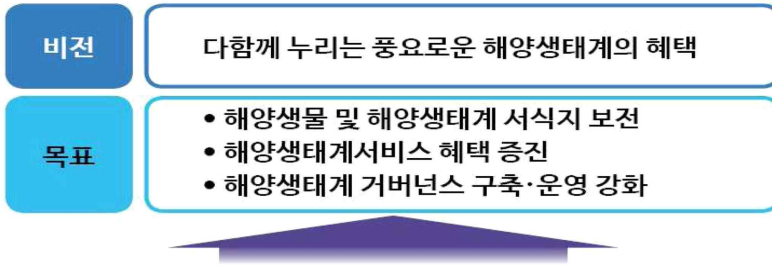 비전
다함께 누리는 풍요로운 해양생태계의 혜택
목표
• 해양생물 및 해양생태계 서식지 보전
• 해양생태계서비스 혜택 증진
• 해양생태계 거버넌스 구축·운영 강화